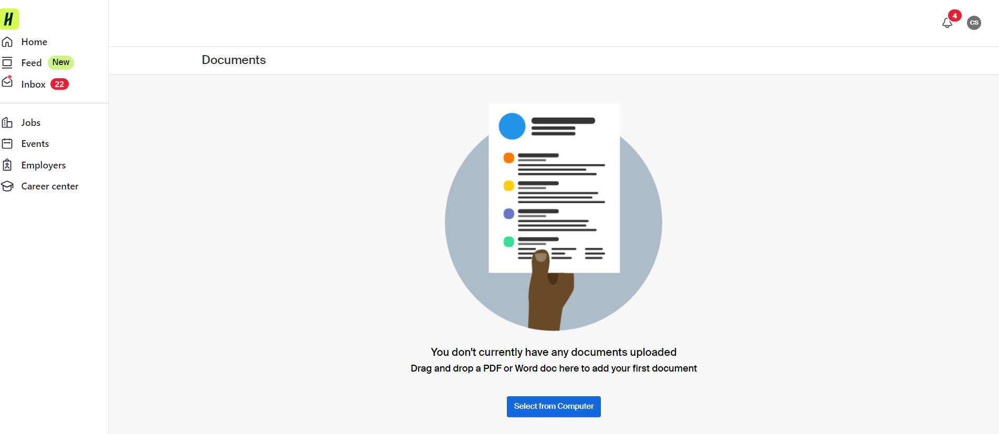 H
4
CS
Home
Feed New
Inbox 22
Jobs
Events
Employers
Career center
Documents
You don't currently have any documents uploaded
Drag and drop a PDF or Word doc here to add your first document
Select from Computer